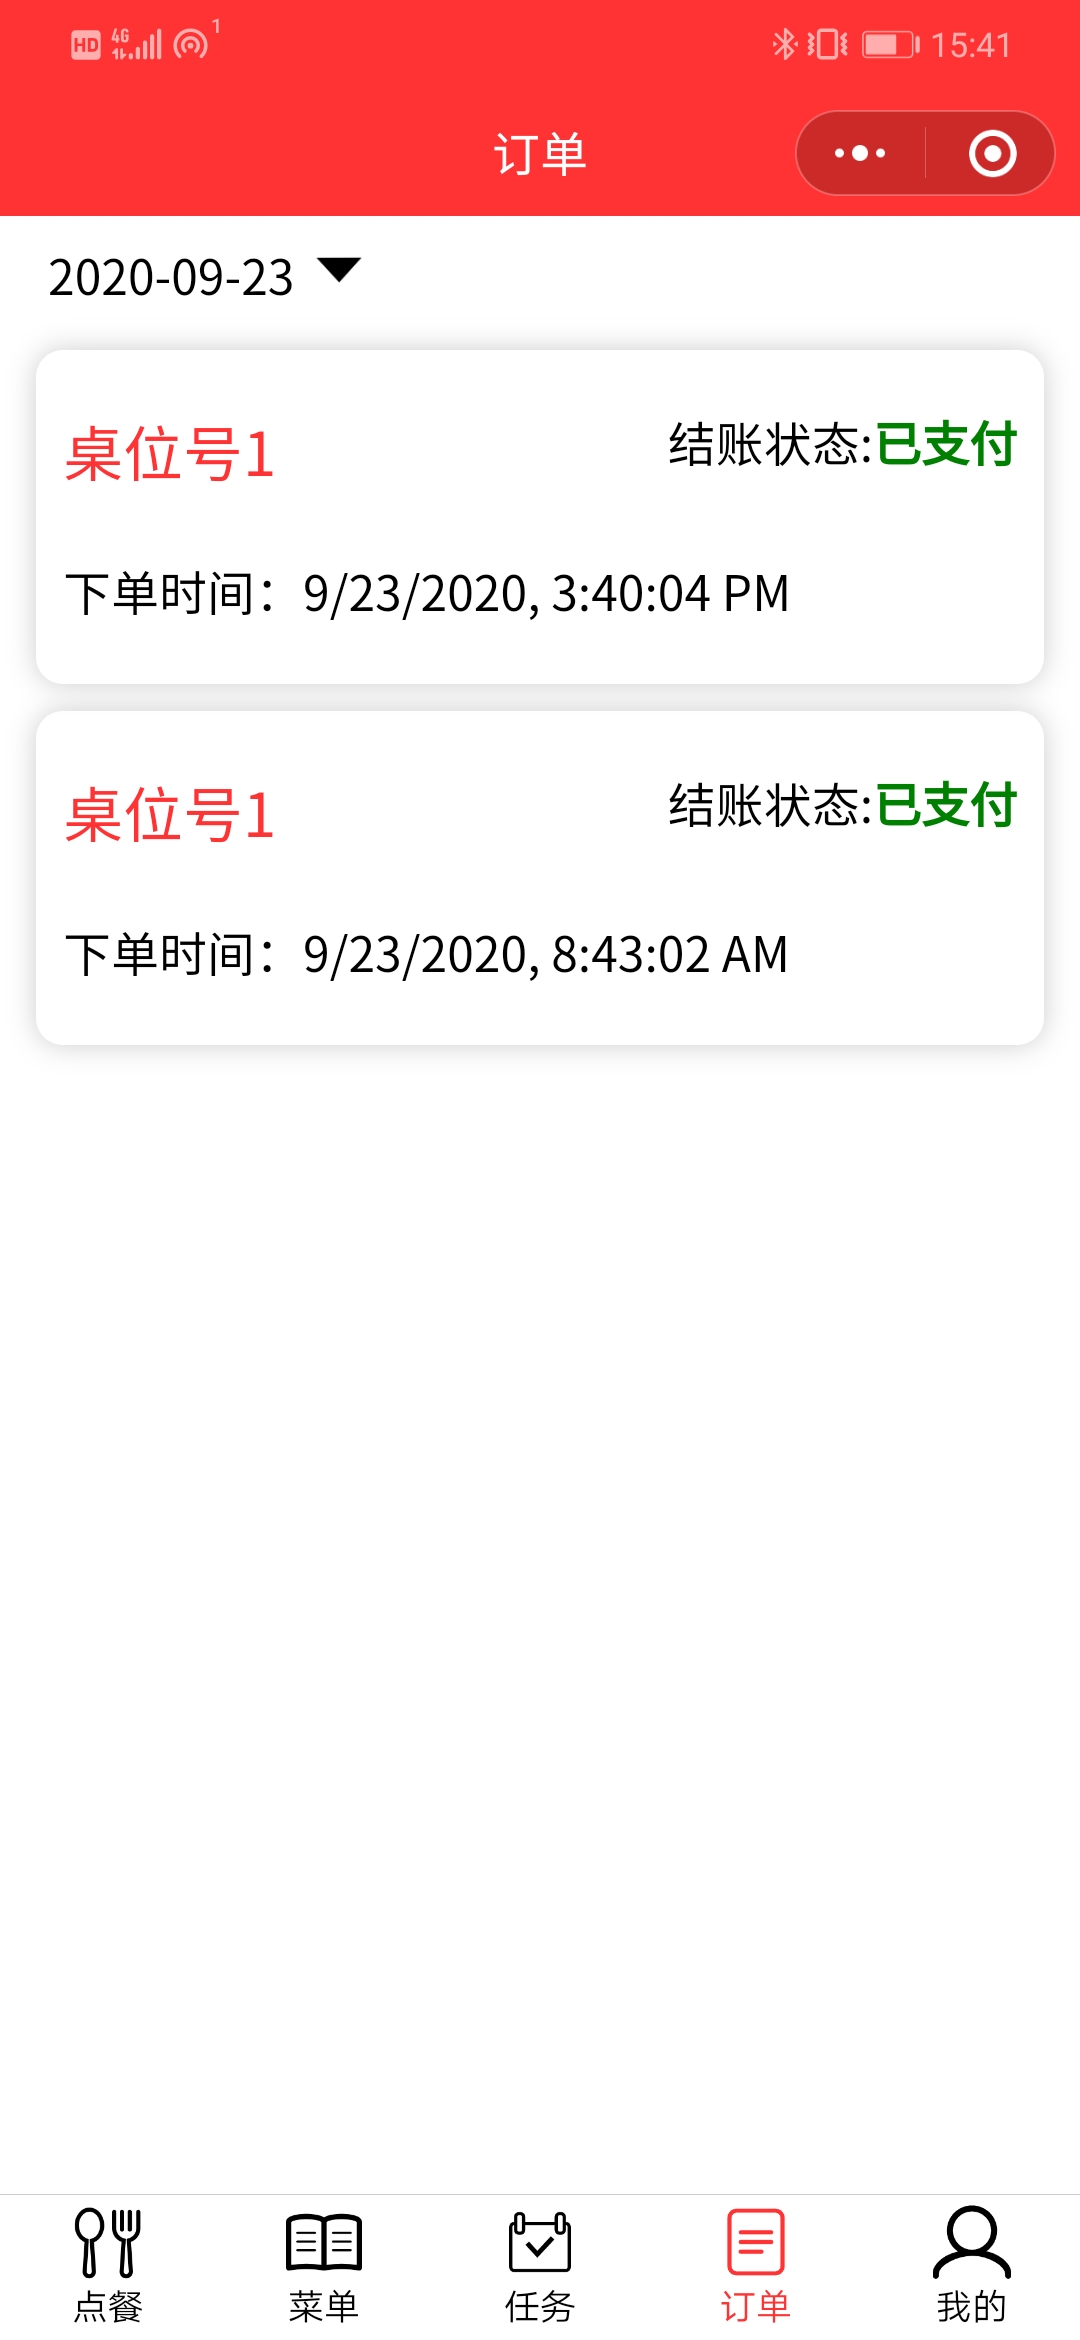 HD 4G 1 15:41
订单
2020-09-23
桌位号1 结账状态:已支付
下单时间：9/23/2020, 3:40:04 PM
桌位号1 结账状态:已支付
下单时间：9/23/2020, 8:43:02 AM
点餐 菜单 任务 订单 我的